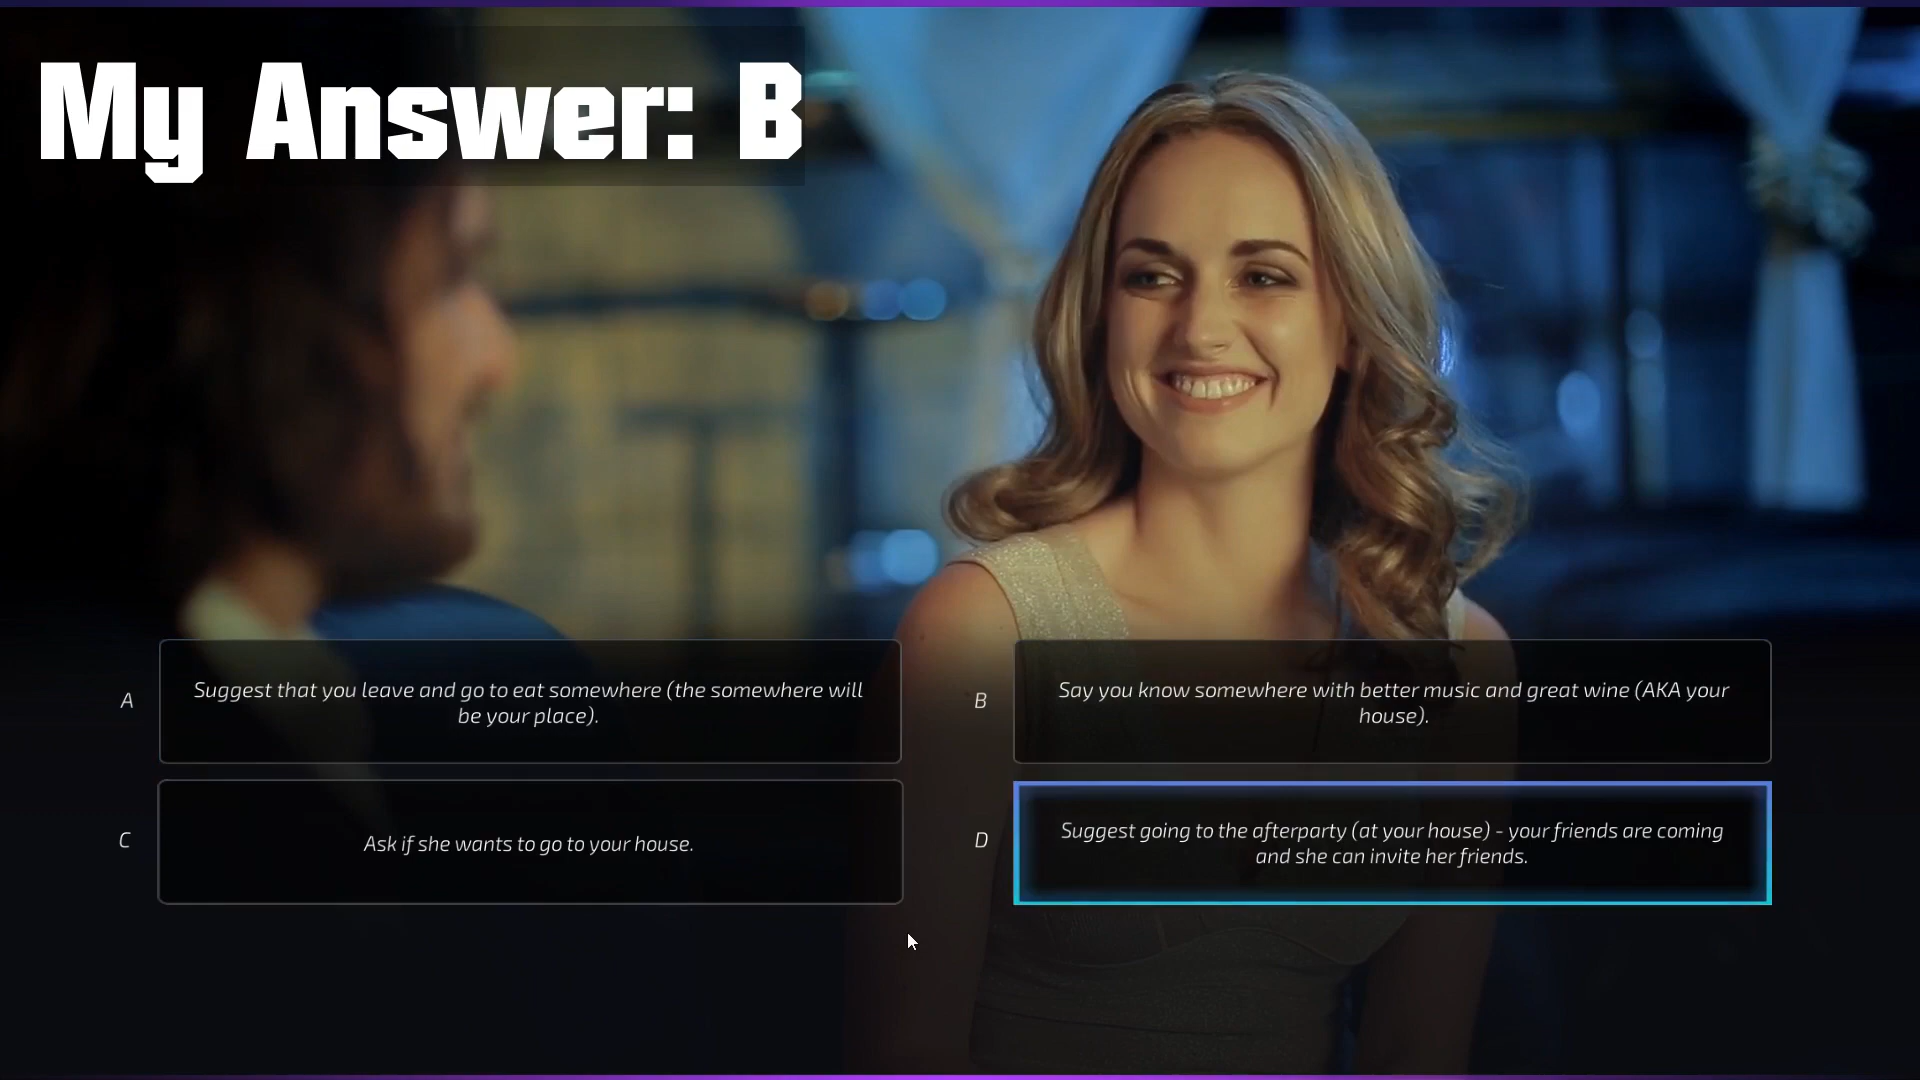 My Answer: B
A
Suggest that you leave and go to eat somewhere (the somewhere will
be your place).
B
Say you know somewhere with better music and great wine (AKA your
house).
C
Ask if she wants to go to your house.
D
Suggest going to the afterparty (at your house) - your friends are coming
and she can invite her friends.